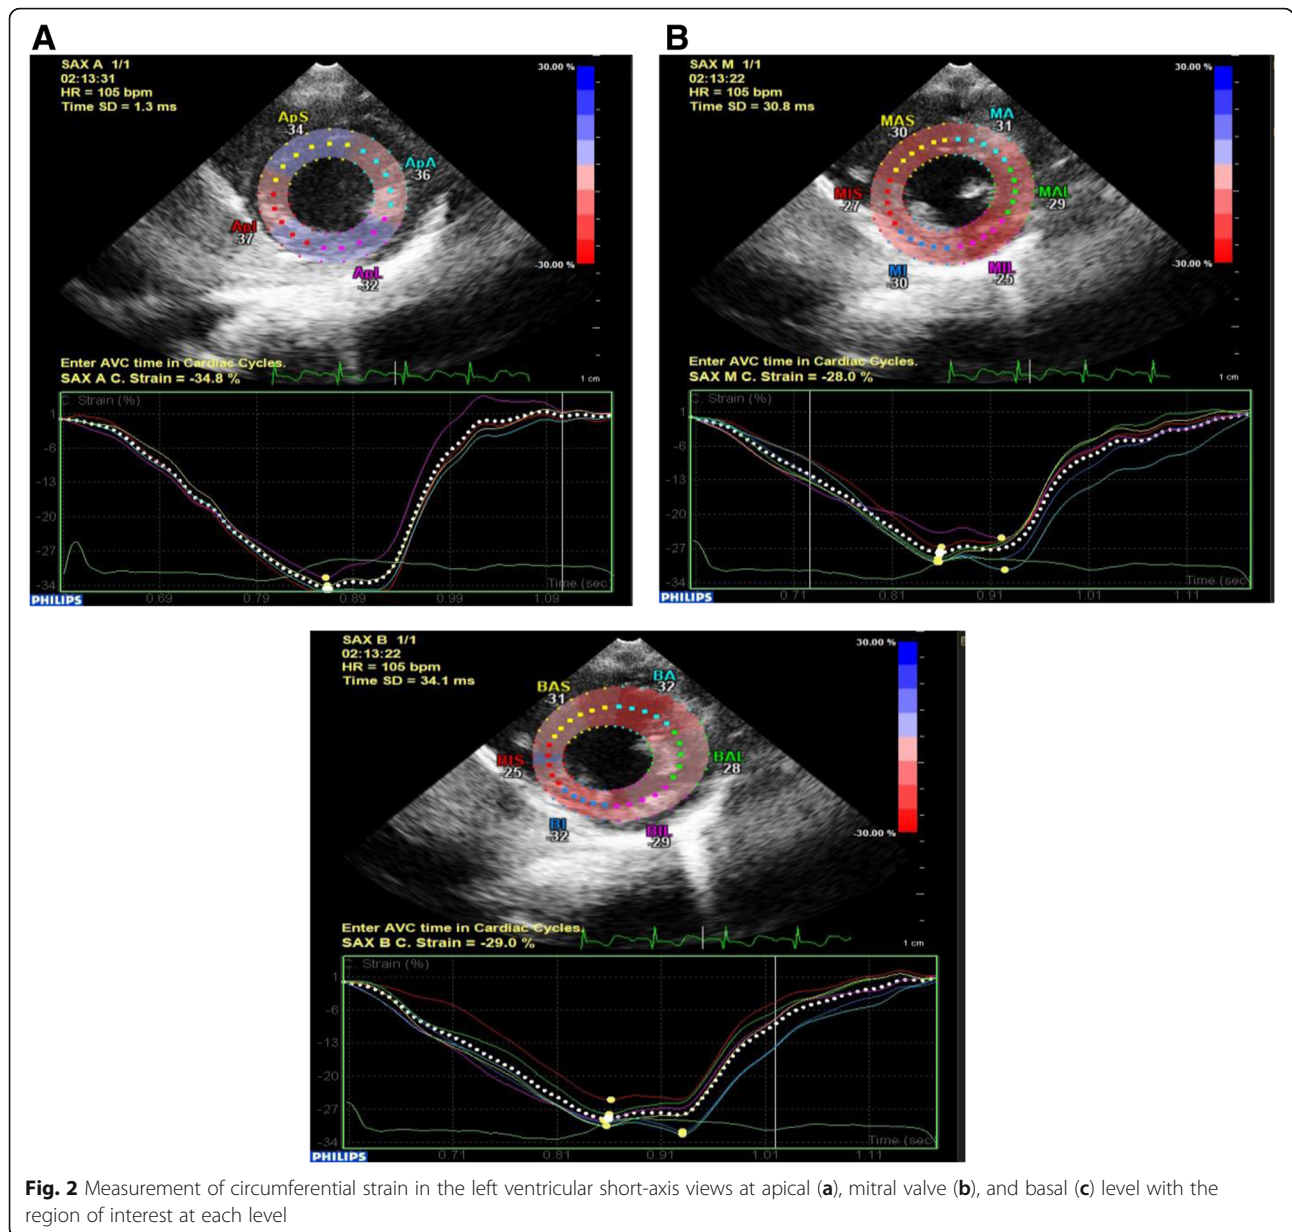 A
SAX A 1/1
02:13:31
HR = 105 bpm
Time SD = 1.3 ms
30.00 %
-30.00 %
ApS
-34
ApA
-36
ApI
-37
ApL
-32
Enter AVC time in Cardiac Cycles.
SAX A C. Strain = -34.8 %
1 cm
C. Strain (%)
1
-6
-13
-20
-27
-34
Time (sec
0.69
0.79
0.89
0.99
1.09
PHILIPS
B
SAX M 1/1
02:13:22
HR = 105 bpm
Time SD = 30.8 ms
30.00 %
-30.00 %
MAS
-30
MA
-31
MIS
-27
MAL
-29
MI
-30
MIL
-25
Enter AVC time in Cardiac Cycles.
SAX M C. Strain = -28.0 %
1 cm
C. Strain (%)
1
-6
-13
-20
-27
-34
Time (sec
0.71
0.81
0.91
1.01
1.11
PHILIPS
SAX B 1/1
02:13:22
HR = 105 bpm
Time SD = 34.1 ms
30.00 %
-30.00 %
BAS
-31
BA
-32
BIS
-25
BAL
-28
BI
-32
BIL
-29
Enter AVC time in Cardiac Cycles.
SAX B C. Strain = -29.0 %
1 cm
C. Strain (%)
1
-6
-13
-20
-27
-34
Time (sec
0.71
0.81
0.91
1.01
1.11
PHILIPS
Fig. 2 Measurement of circumferential strain in the left ventricular short-axis views at apical (a), mitral valve (b), and basal (c) level with the
region of interest at each level